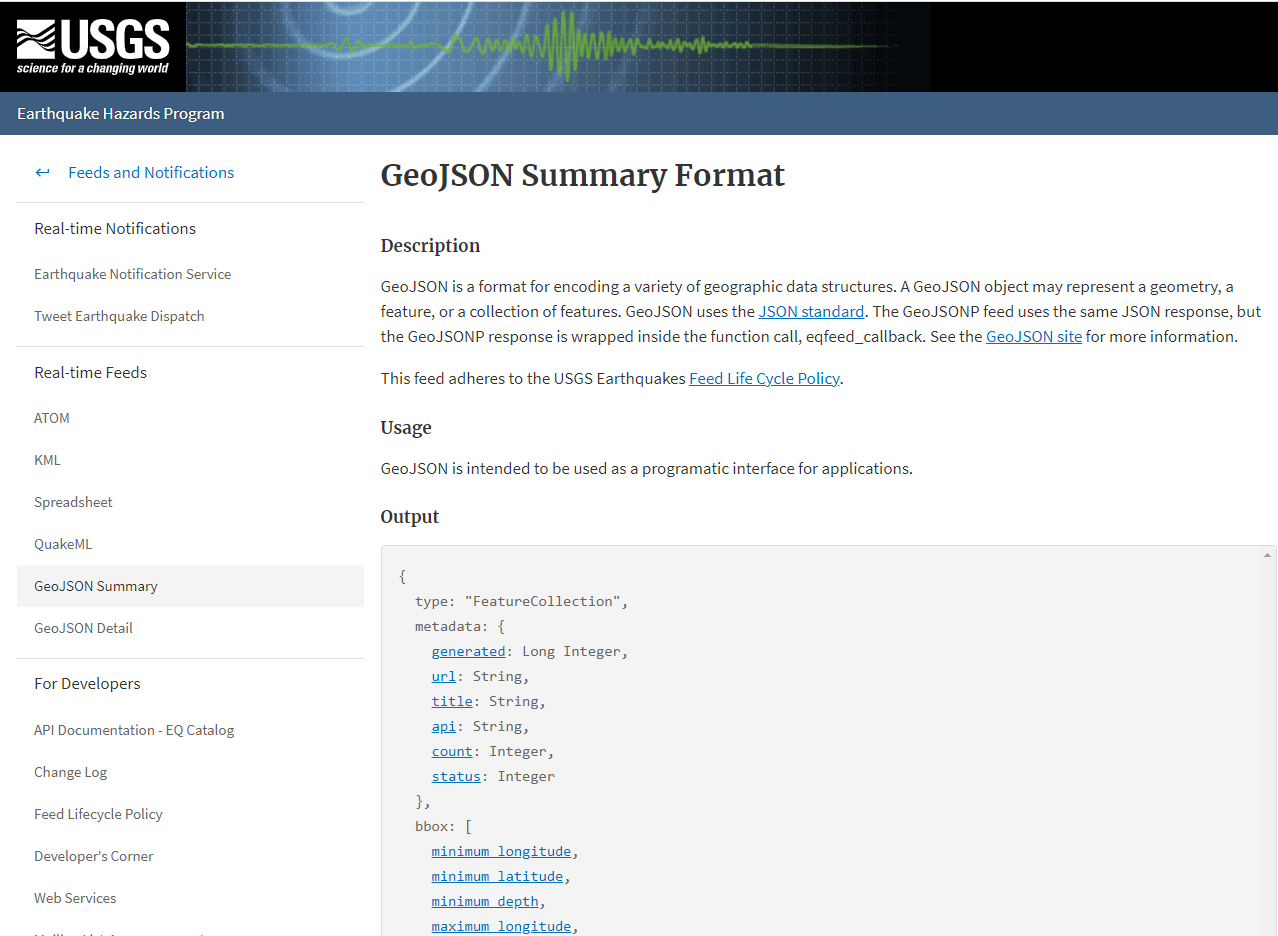 USGS
science for a changing world
Earthquake Hazards Program
Feeds and Notifications
Real-time Notifications
Earthquake Notification Service
Tweet Earthquake Dispatch
Real-time Feeds
ATOM
KML
Spreadsheet
QuakeML
GeoJSON Summary
GeoJSON Detail
For Developers
API Documentation - EQ Catalog
Change Log
Feed Lifecycle Policy
Developer's Corner
Web Services
GeoJSON Summary Format
Description
GeoJSON is a format for encoding a variety of geographic data structures. A GeoJSON object may represent a geometry, a
feature, or a collection of features. GeoJSON uses the JSON standard. The GeoJSONP feed uses the same JSON response, but
the GeoJSONP response is wrapped inside the function call, eqfeed_callback. See the GeoJSON site for more information.
This feed adheres to the USGS Earthquakes Feed Life Cycle Policy.
Usage
GeoJSON is intended to be used as a programatic interface for applications.
Output
{
type: "FeatureCollection",
metadata: {
generated: Long Integer,
url: String,
title: String,
api: String,
count: Integer,
status: Integer
},
bbox: [
minimum longitude,
minimum latitude,
minimum depth,
maximum longitude,